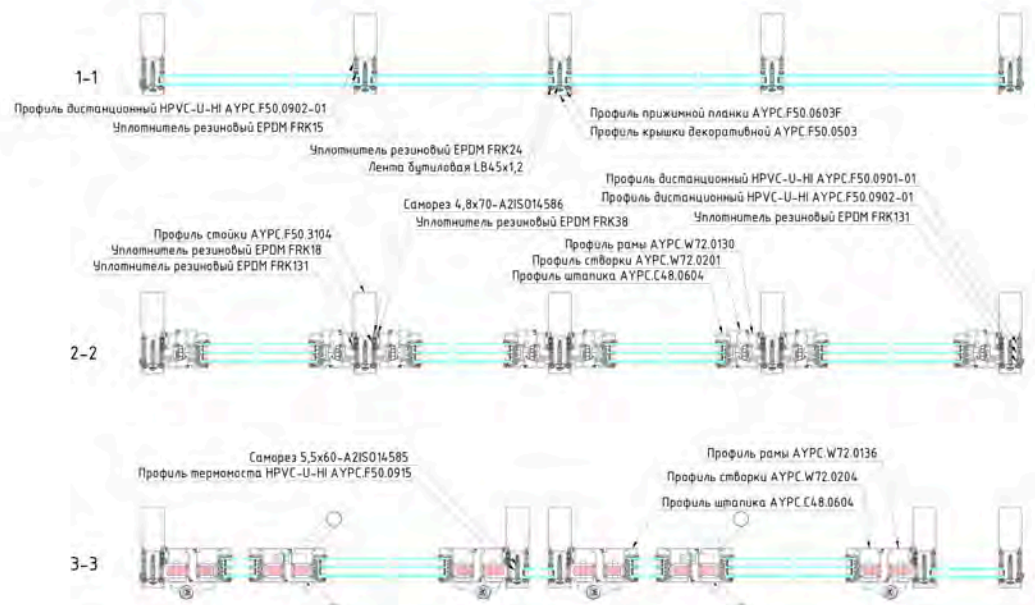 1-1
Профиль дистанционный HPVC-U-HI AYPC.F50.0902-01
Уплотнитель резиновый EPDM FRK15
Профиль прижимной планки AYPC.F50.0603F
Профиль крышки декоративной AYPC.F50.0503
Уплотнитель резиновый EPDM FRK24
Лента бутиловая LB45x1,2
Профиль дистанционный HPVC-U-HI AYPC.F50.0901-01
Профиль дистанционный HPVC-U-HI AYPC.F50.0902-01
Уплотнитель резиновый EPDM FRK131
Саморез 4,8x70-A2ISO14586
Уплотнитель резиновый EPDM FRK38
Профиль стойки AYPC.F50.3104
Уплотнитель резиновый EPDM FRK18
Уплотнитель резиновый EPDM FRK131
Профиль рамы AYPC.W72.0130
Профиль створки AYPC.W72.0201
Профиль штапика AYPC.C48.0604
2-2
Саморез 5,5x60-A2ISO14585
Профиль термомоста HPVC-U-HI AYPC.F50.0915
Профиль рамы AYPC.W72.0136
Профиль створки AYPC.W72.0204
Профиль штапика AYPC.C48.0604
3-3